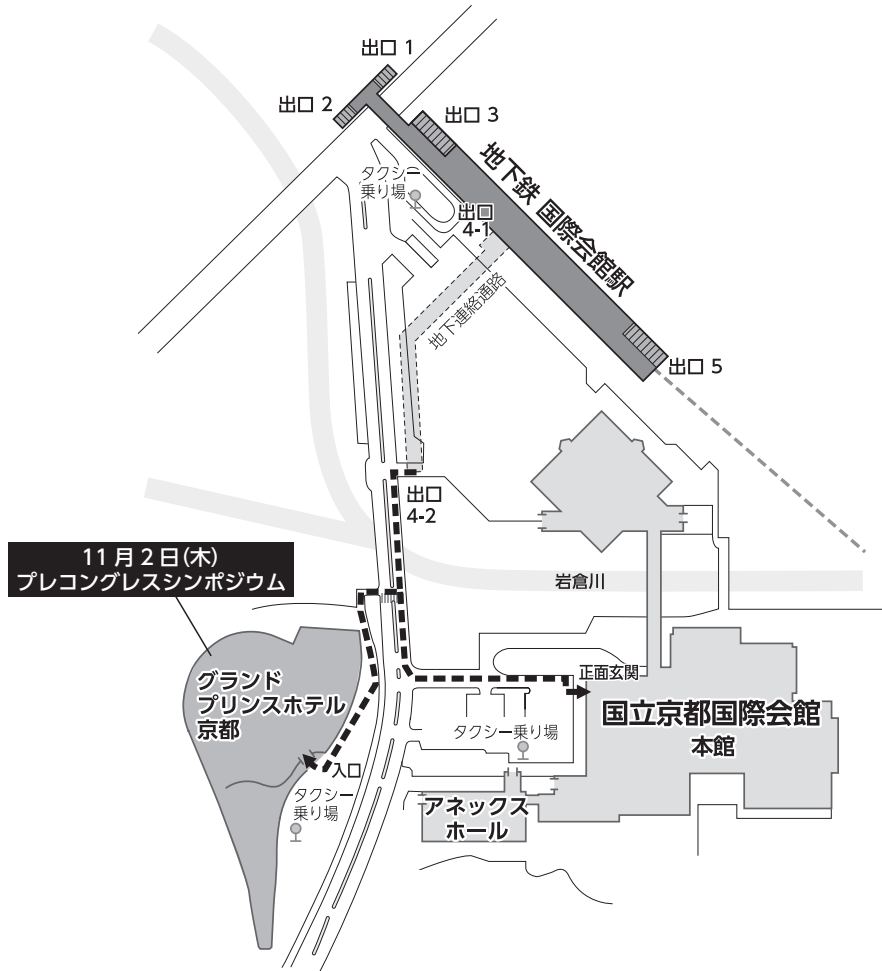 出口 1
出口 2
出口 3
地下鉄 国際会館駅
タクシー
乗り場
出口
4-1
地下連絡通路
出口 5
出口
4-2
11月2日(木)
プレコングレスシンポジウム
岩倉川
グランド
プリンスホテル
京都
正面玄関
国立京都国際会館
本館
タクシー乗り場
入口
タクシー
乗り場
アネックス
ホール